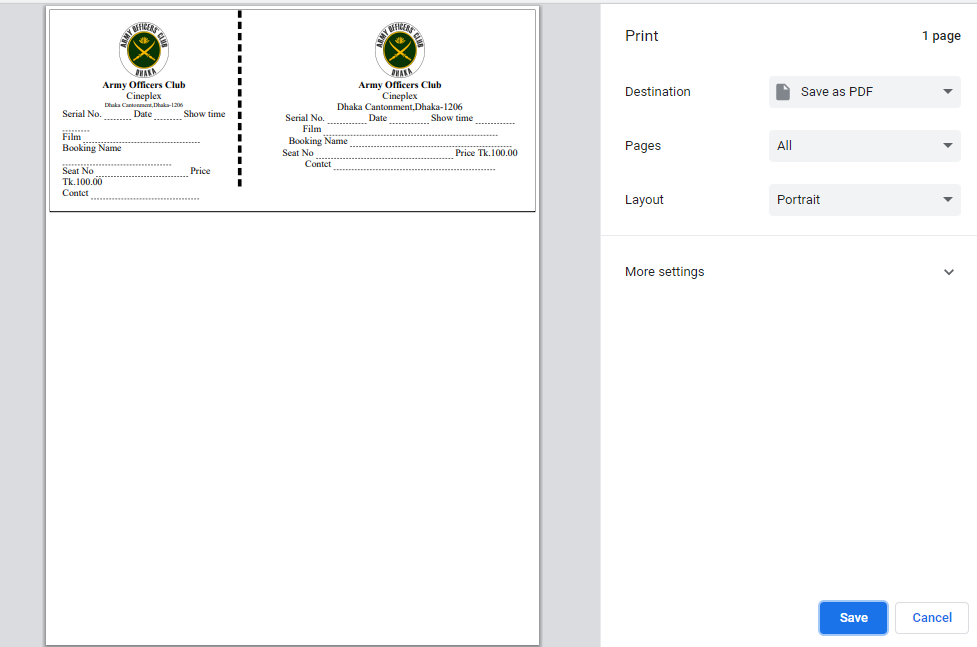 ARMY OFFICERS' CLUB
DHAKA
Army Officers Club
Cineplex
Dhaka Cantonment,Dhaka-1206
Serial No. Date Show time
Film
Booking Name
Seat No Price
Tk.100.00
Contct
ARMY OFFICERS' CLUB
DHAKA
Army Officers Club
Cineplex
Dhaka Cantonment,Dhaka-1206
Serial No. Date Show time
Film
Booking Name
Seat No Price Tk.100.00
Contct
Print 1 page
Destination Save as PDF
Pages All
Layout Portrait
More settings
Save Cancel